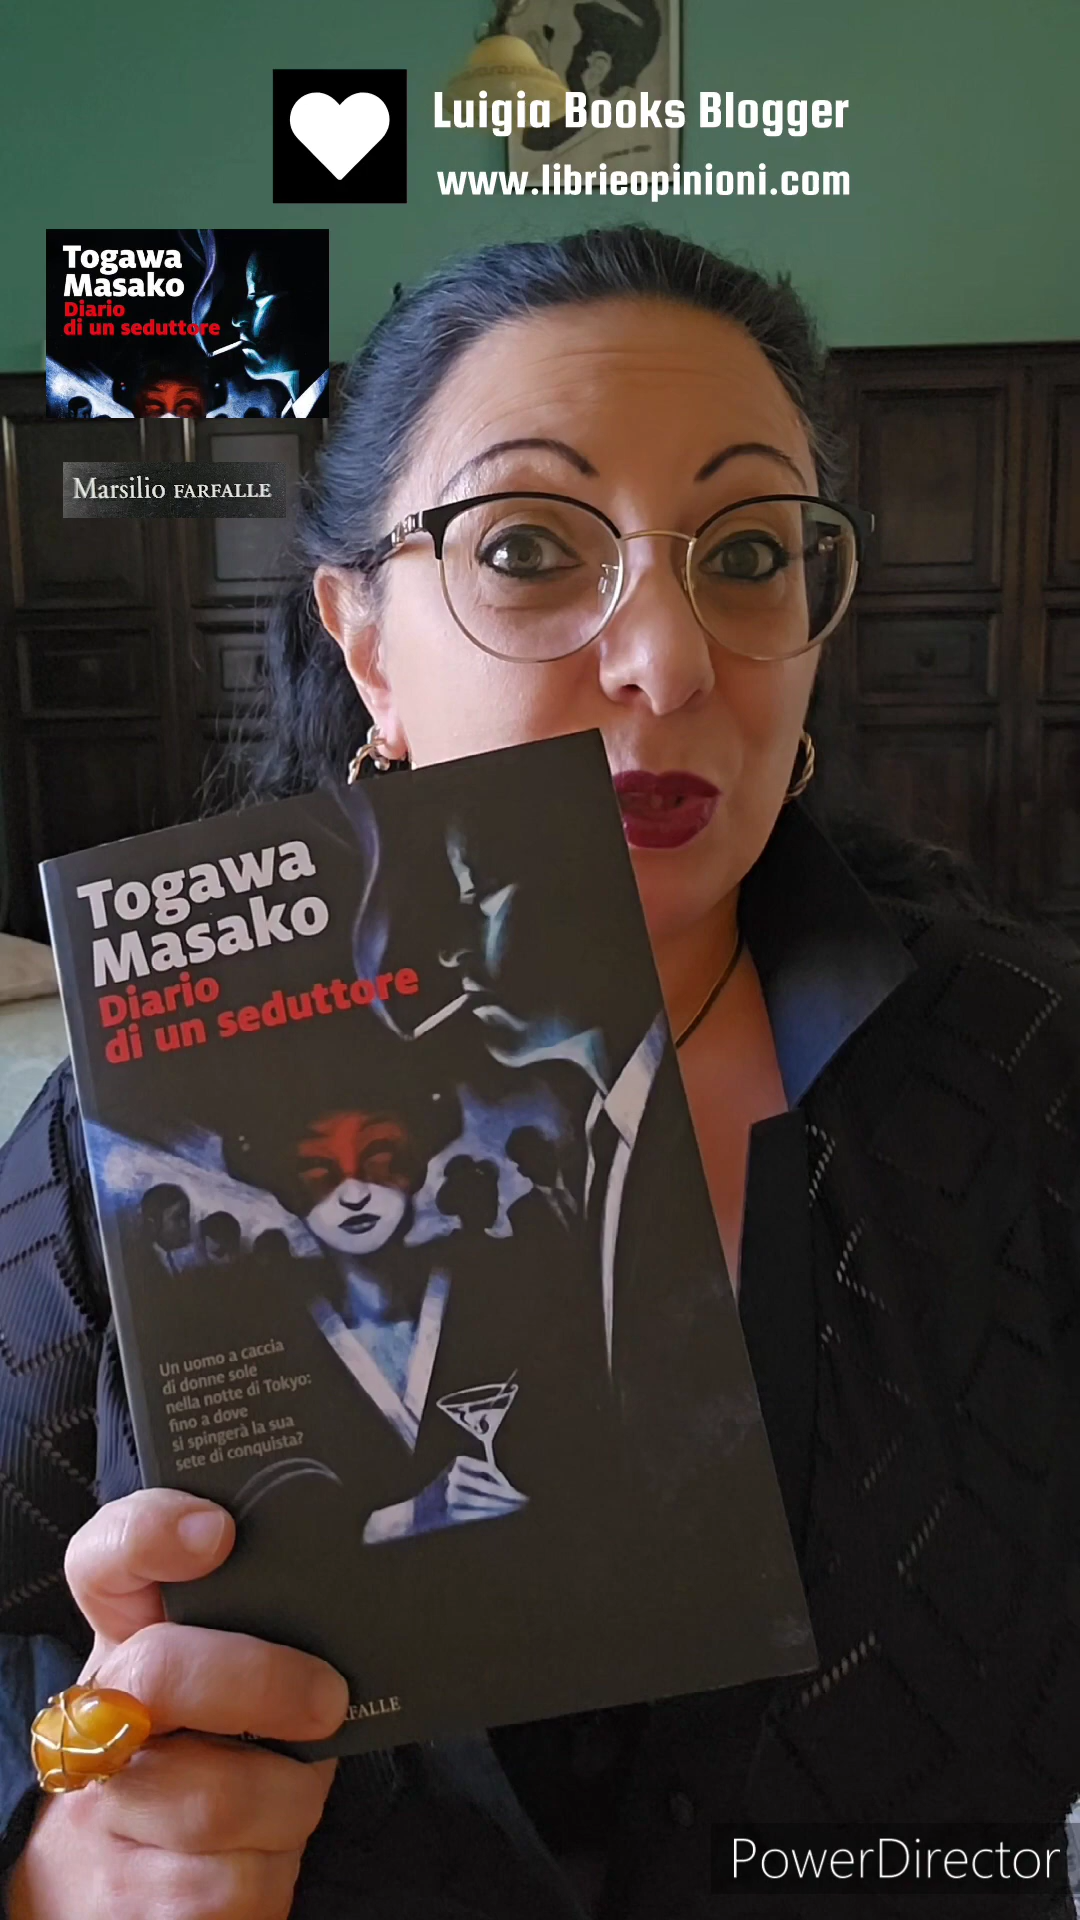 Luigia Books Blogger
www.librieopinioni.com
Togawa
Masako
Diario
di un seduttore
Marsilio FARFALLE
Togawa
Masako
Diario
di un seduttore
Un uomo a caccia
di donne sole
nella notte di Tokyo:
fino a dove
si spingerà la sua
sete di conquista?
PowerDirector